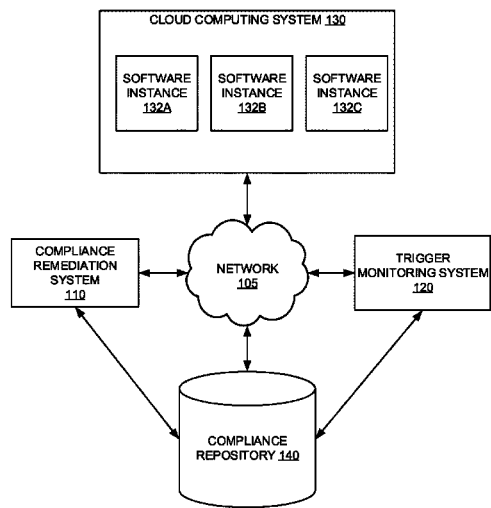 CLOUD COMPUTING SYSTEM 130
SOFTWARE
INSTANCE
132A
SOFTWARE
INSTANCE
132B
SOFTWARE
INSTANCE
132C
COMPLIANCE
REMEDIATION
SYSTEM
110
NETWORK
105
TRIGGER
MONITORING SYSTEM
120
COMPLIANCE
REPOSITORY 140